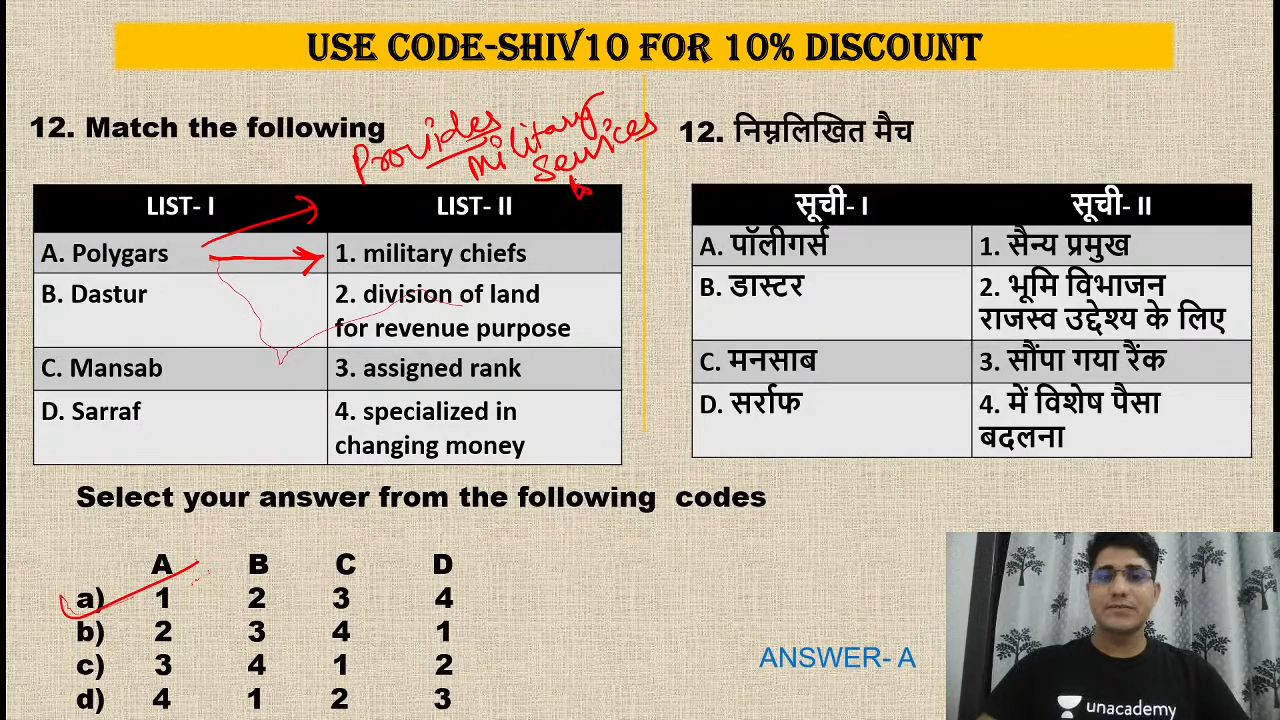 USE CODE-SHIV10 FOR 10% DISCOUNT
12. Match the following
Provides
Military
Services
LIST- I LIST- II
A. Polygars 1. military chiefs
B. Dastur 2. division of land
for revenue purpose
C. Mansab 3. assigned rank
D. Sarraf 4. specialized in
changing money
12. निम्नलिखित मैच
सूची- I सूची- II
A. पॉलीगर्स 1. सैन्य प्रमुख
B. डास्टर 2. भूमि विभाजन
राजस्व उद्देश्य के लिए
C. मनसाब 3. सौंपा गया रैंक
D. सर्राफ 4. में विशेष पैसा
बदलना
Select your answer from the following codes
A B C D
a) 1 2 3 4
b) 2 3 4 1
c) 3 4 1 2
d) 4 1 2 3
ANSWER- A
unacademy